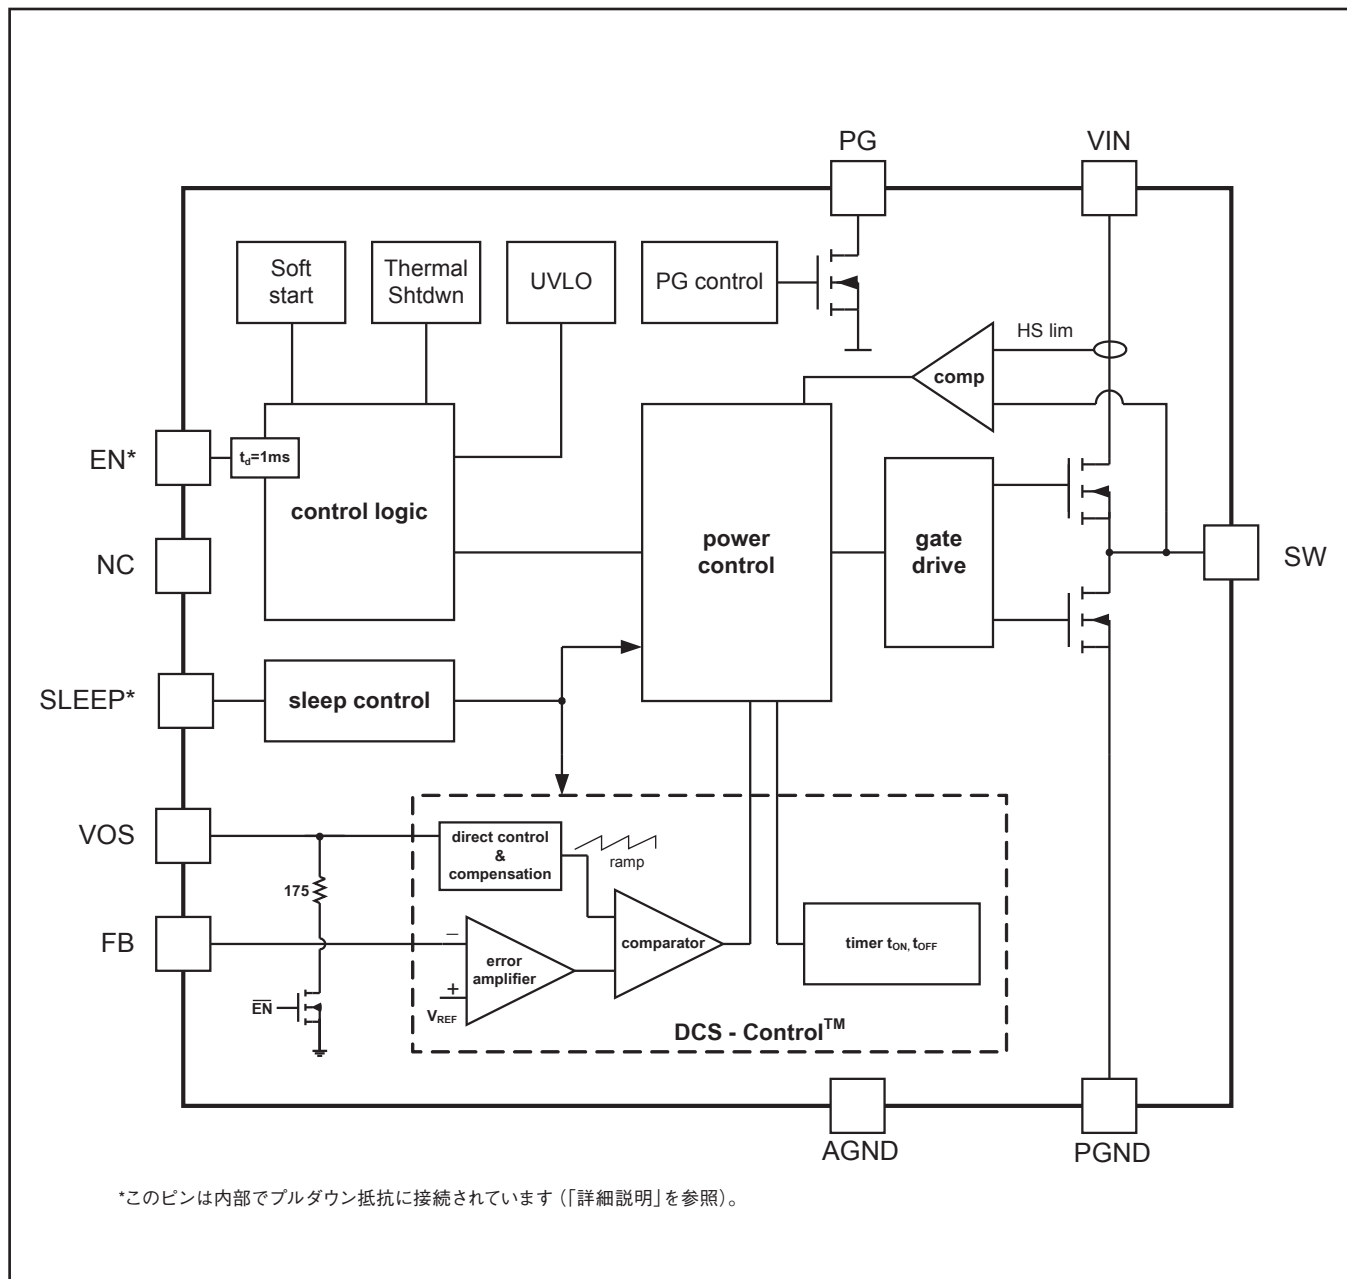 PG
VIN
Soft
start
Thermal
Shtdwn
UVLO
PG control
HS lim
comp
EN*
td=1ms
control logic
NC
power
control
gate
drive
SW
SLEEP*
sleep control
VOS
direct control
&
compensation
ramp
175
FB
−
error
amplifier
+
VREF
comparator
timer tON, tOFF
EN
DCS - Control™
AGND
PGND
*このピンは内部でプルダウン抵抗に接続されています（「詳細説明」を参照）。